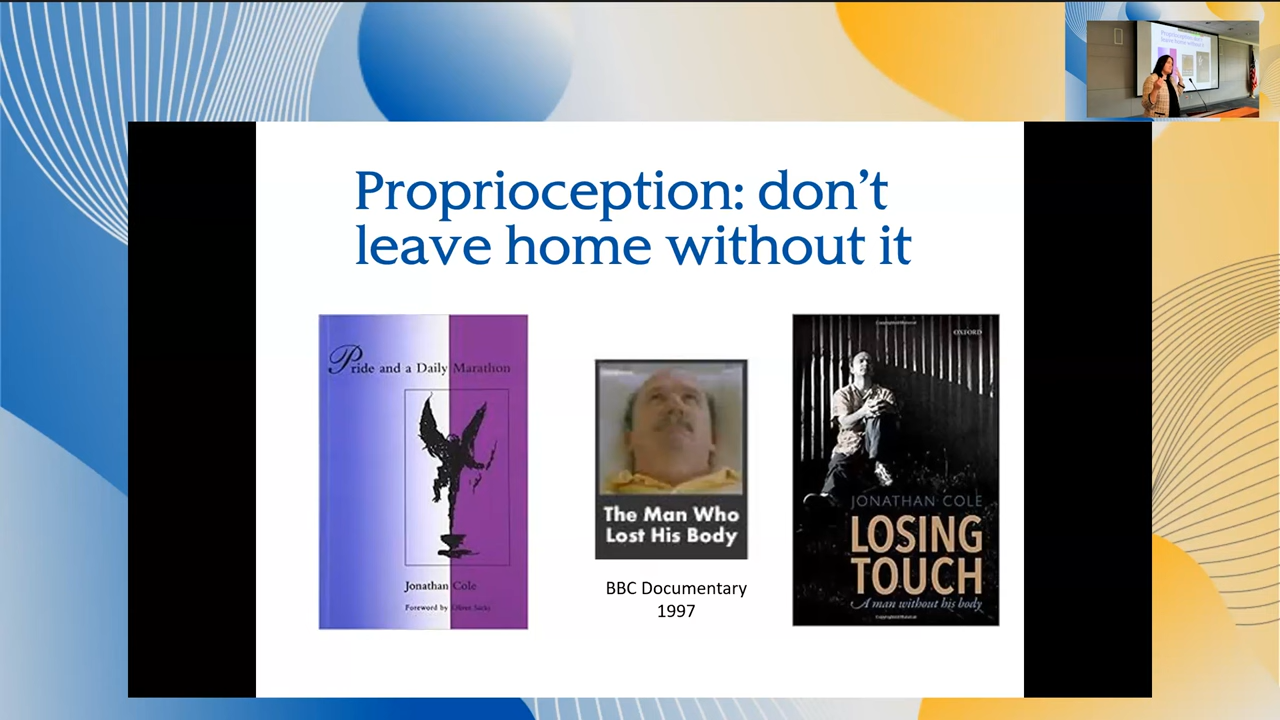 Proprioception: don’t
leave home without it
Pride and a Daily Marathon
Jonathan Cole
Foreword by Oliver Sacks
The Man Who
Lost His Body
BBC Documentary
1997
OXFORD
JONATHAN COLE
LOSING
TOUCH
A man without his body